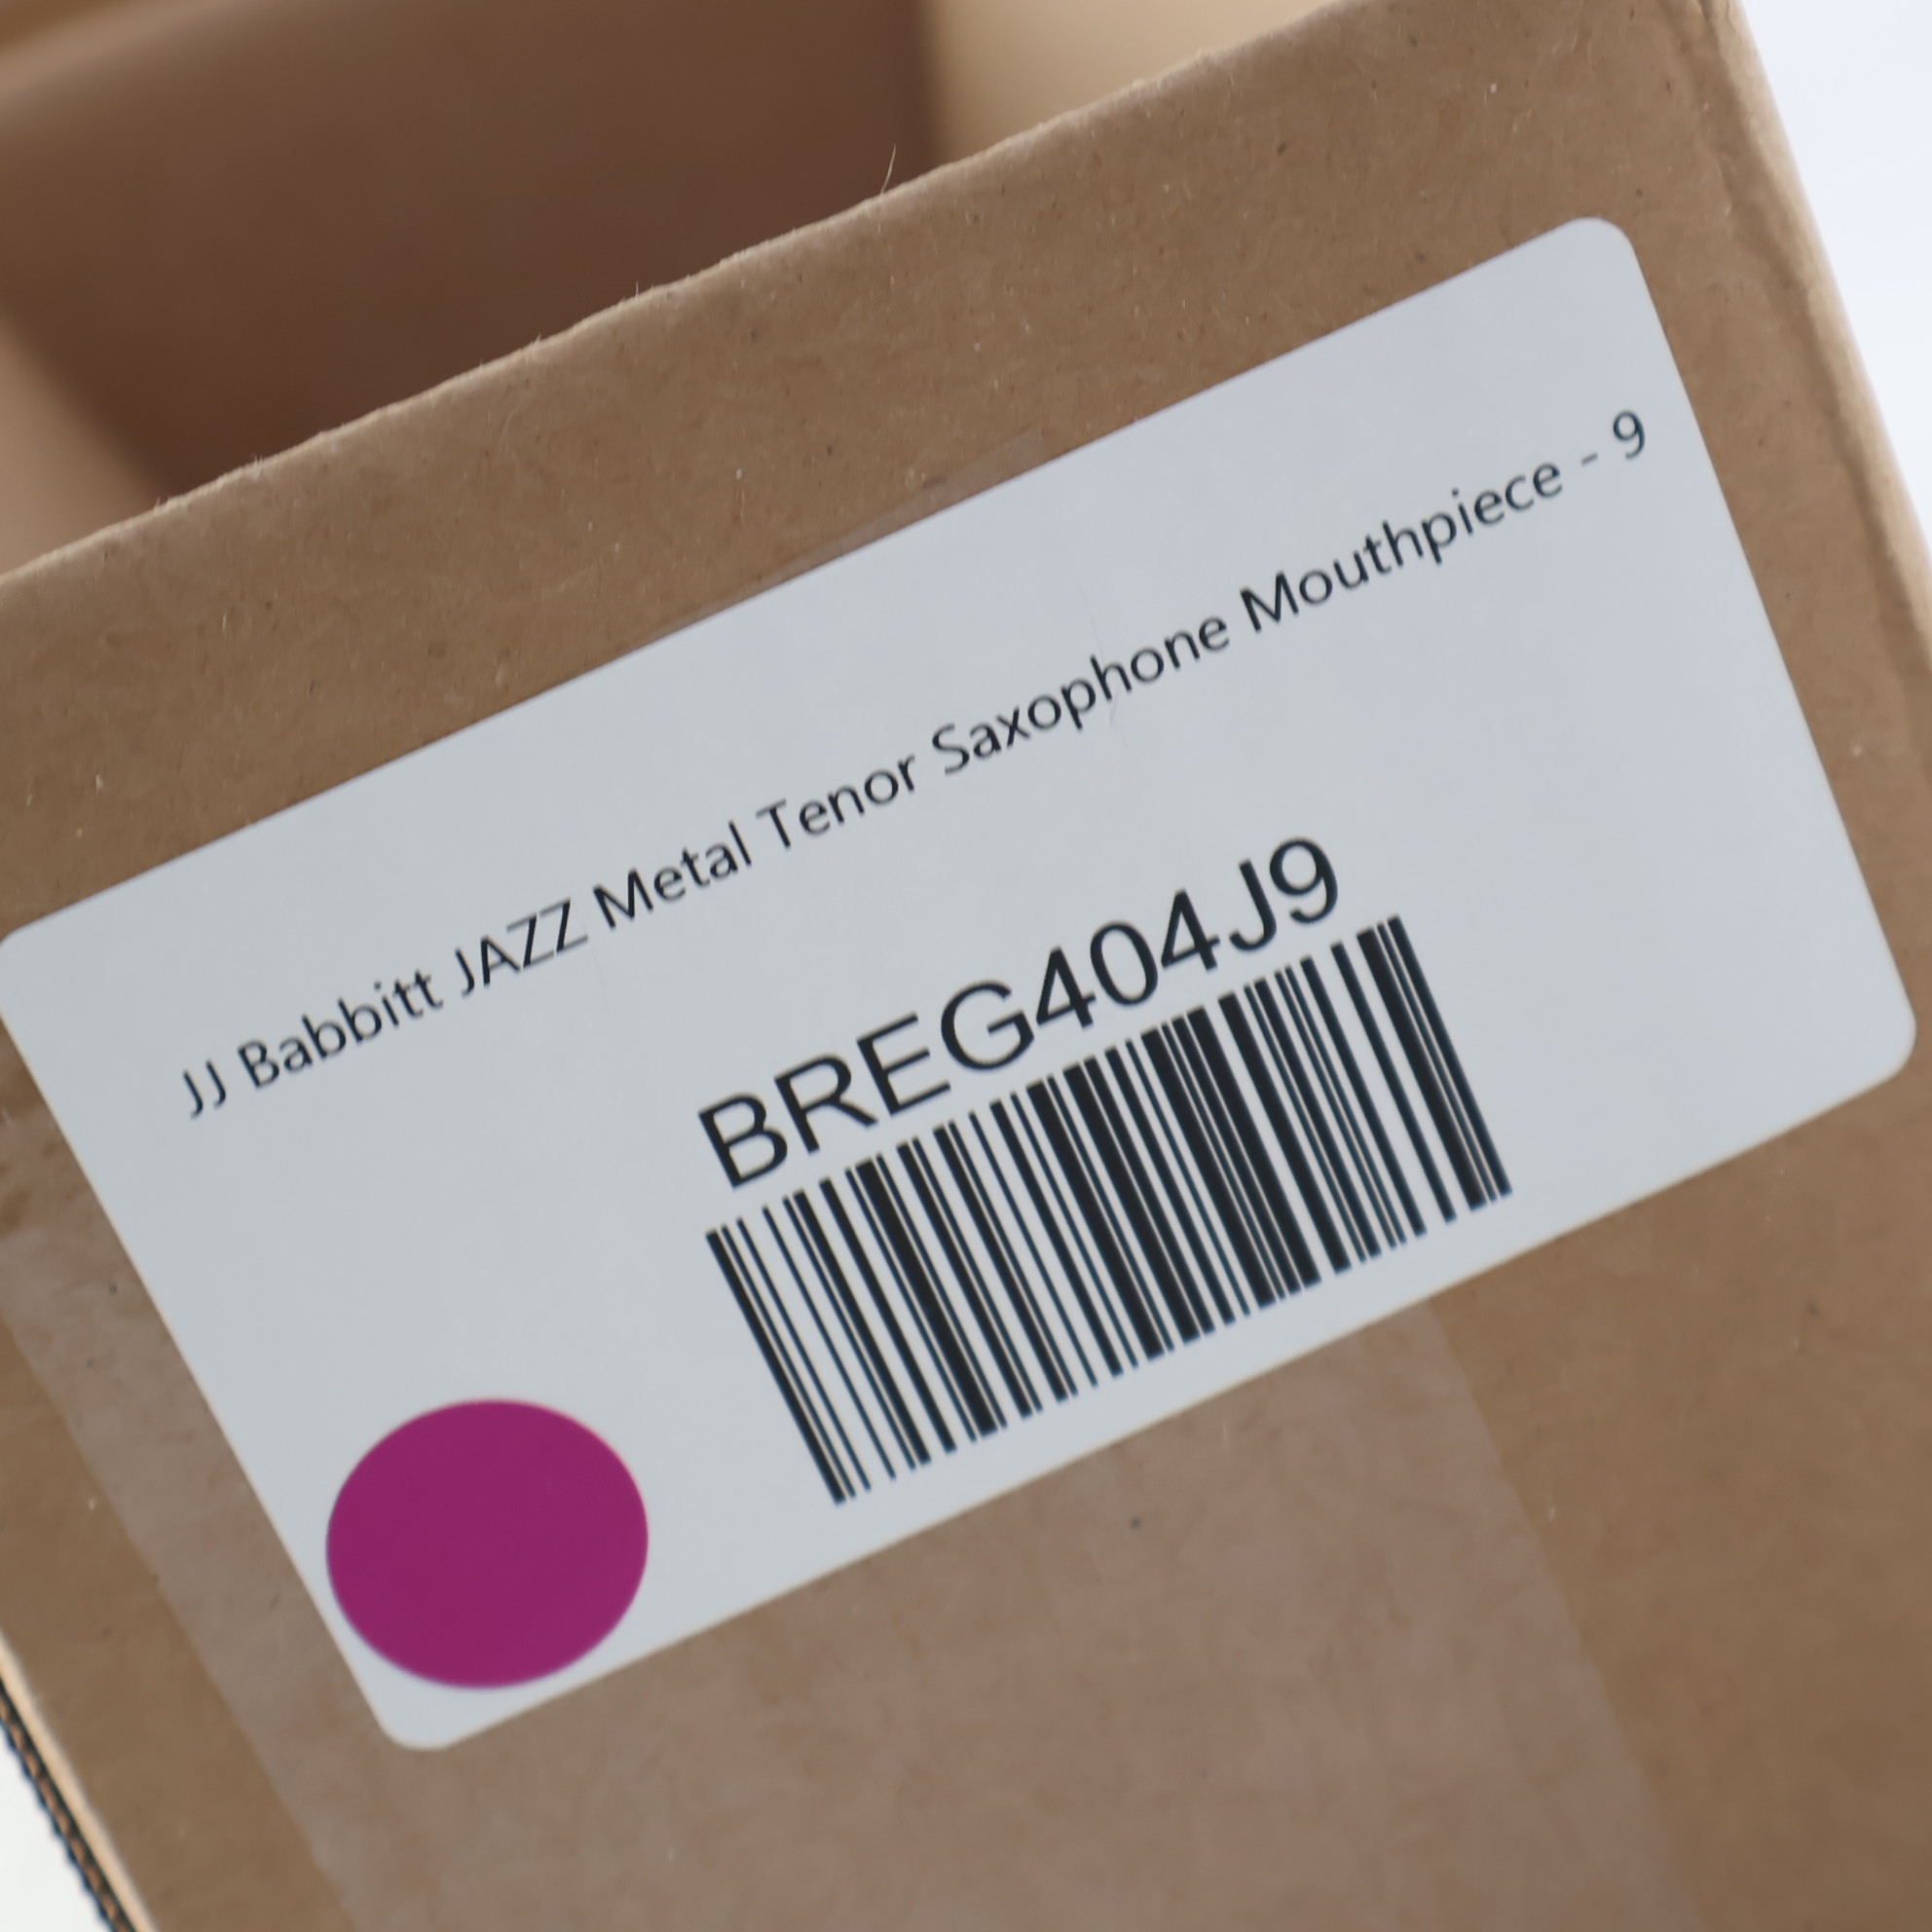 JJ Babbitt JAZZ Metal Tenor Saxophone Mouthpiece - 9
BREG404J9